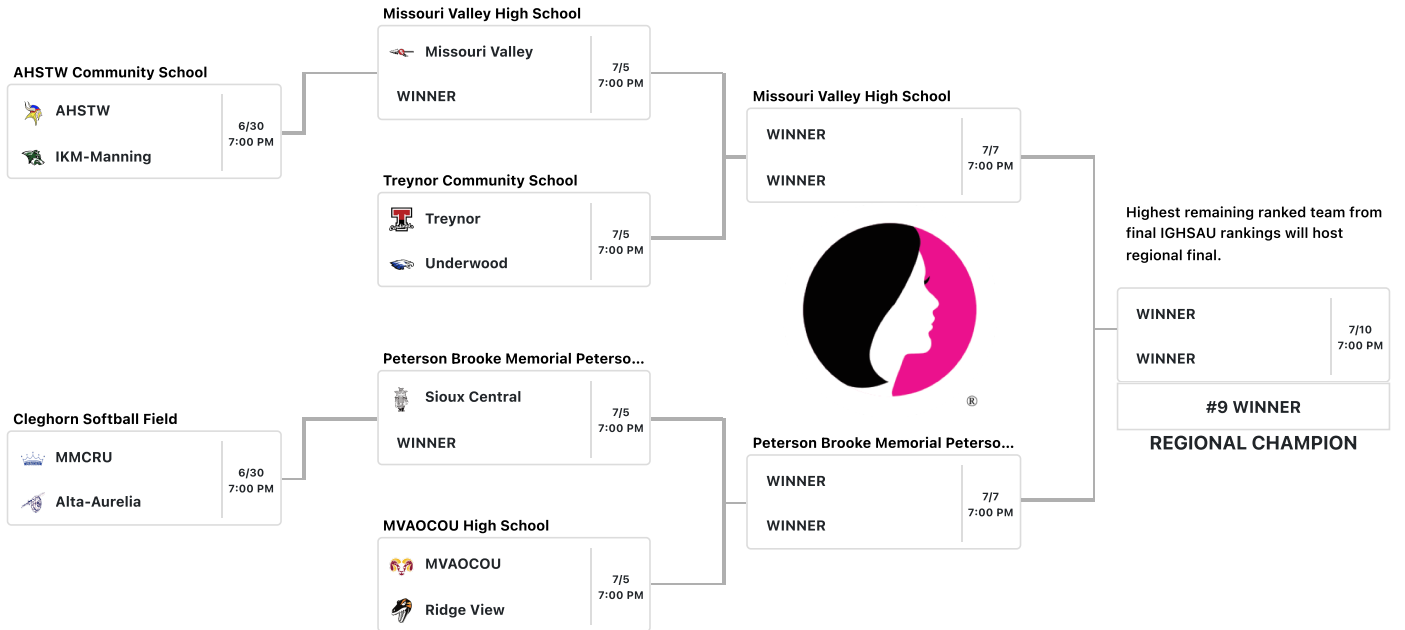 Missouri Valley High School
Missouri Valley
WINNER
7/5
7:00 PM
AHSTW Community School
AHSTW
IKM-Manning
6/30
7:00 PM
Treynor Community School
Treynor
Underwood
7/5
7:00 PM
Missouri Valley High School
WINNER
WINNER
7/7
7:00 PM
Peterson Brooke Memorial Peterso...
Sioux Central
WINNER
7/5
7:00 PM
Cleghorn Softball Field
MMCRU
Alta-Aurelia
6/30
7:00 PM
MVAOCOU High School
MVAOCOU
Ridge View
7/5
7:00 PM
®
Peterson Brooke Memorial Peterso...
WINNER
WINNER
7/7
7:00 PM
Highest remaining ranked team from
final IGHSAU rankings will host
regional final.
WINNER
WINNER
7/10
7:00 PM
#9 WINNER
REGIONAL CHAMPION